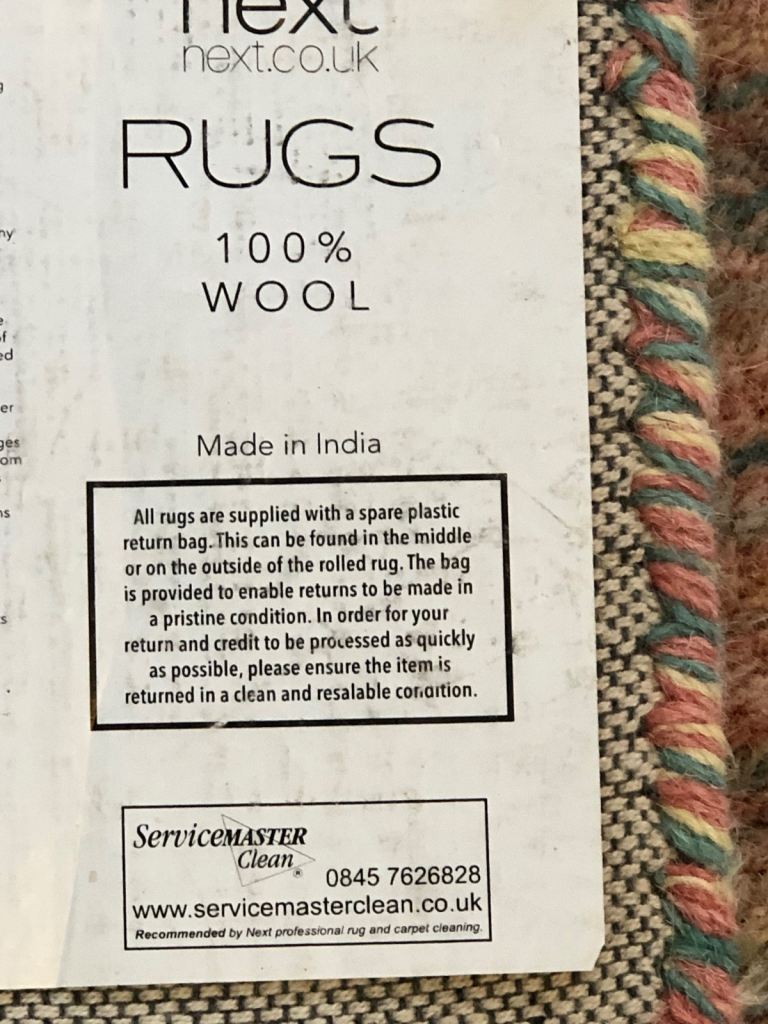 next
next.co.uk
RUGS
100%
WOOL
Made in India
All rugs are supplied with a spare plastic
return bag. This can be found in the middle
or on the outside of the rolled rug. The bag
is provided to enable returns to be made in
a pristine condition. In order for your
return and credit to be processed as quickly
as possible, please ensure the item is
returned in a clean and resalable condition.
ServiceMASTER
Clean ®
0845 7626828
www.servicemasterclean.co.uk
Recommended by Next professional rug and carpet cleaning.